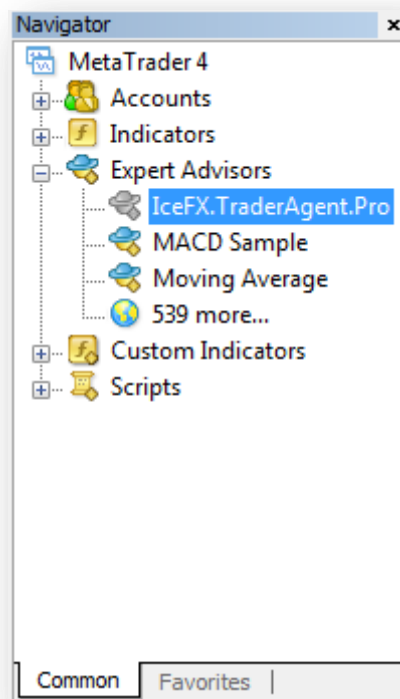 Navigator
MetaTrader 4
Accounts
Indicators
Expert Advisors
IceFX.TraderAgent.Pro
MACD Sample
Moving Average
539 more...
Custom Indicators
Scripts
Common
Favorites